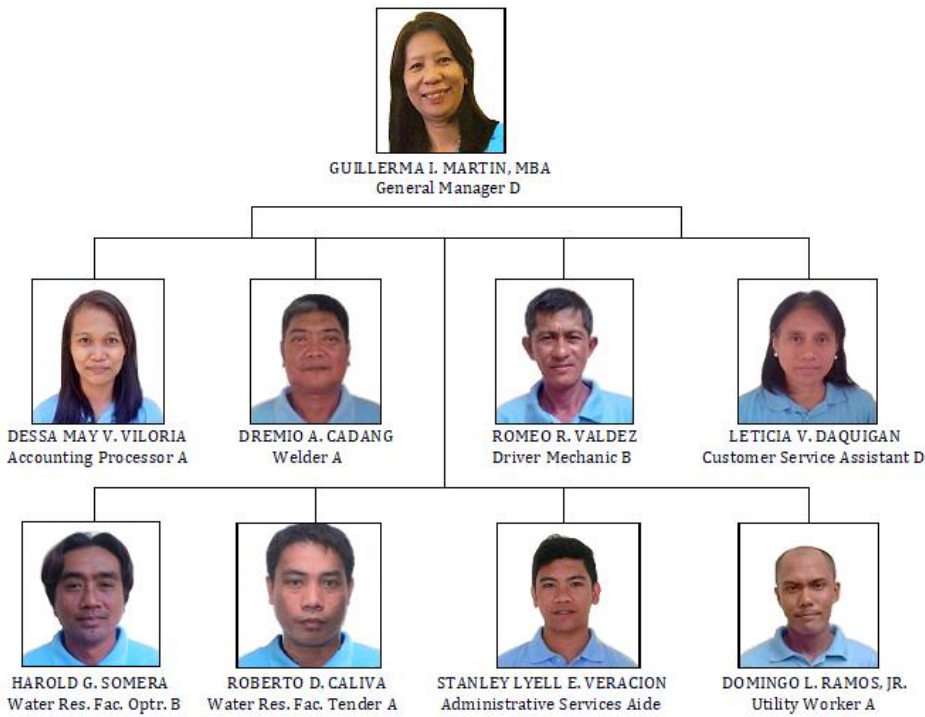 GUILLERMA I. MARTIN, MBA
General Manager D
DESSA MAY V. VILORIA
Accounting Processor A
DREMIO A. CADANG
Welder A
ROMEO R. VALDEZ
Driver Mechanic B
LETICIA V. DAQUIGAN
Customer Service Assistant D
HAROLD G. SOMERA
Water Res. Fac. Optr. B
ROBERTO D. CALIVA
Water Res. Fac. Tender A
STANLEY LYELL E. VERACION
Administrative Services Aide
DOMINGO L. RAMOS, JR.
Utility Worker A